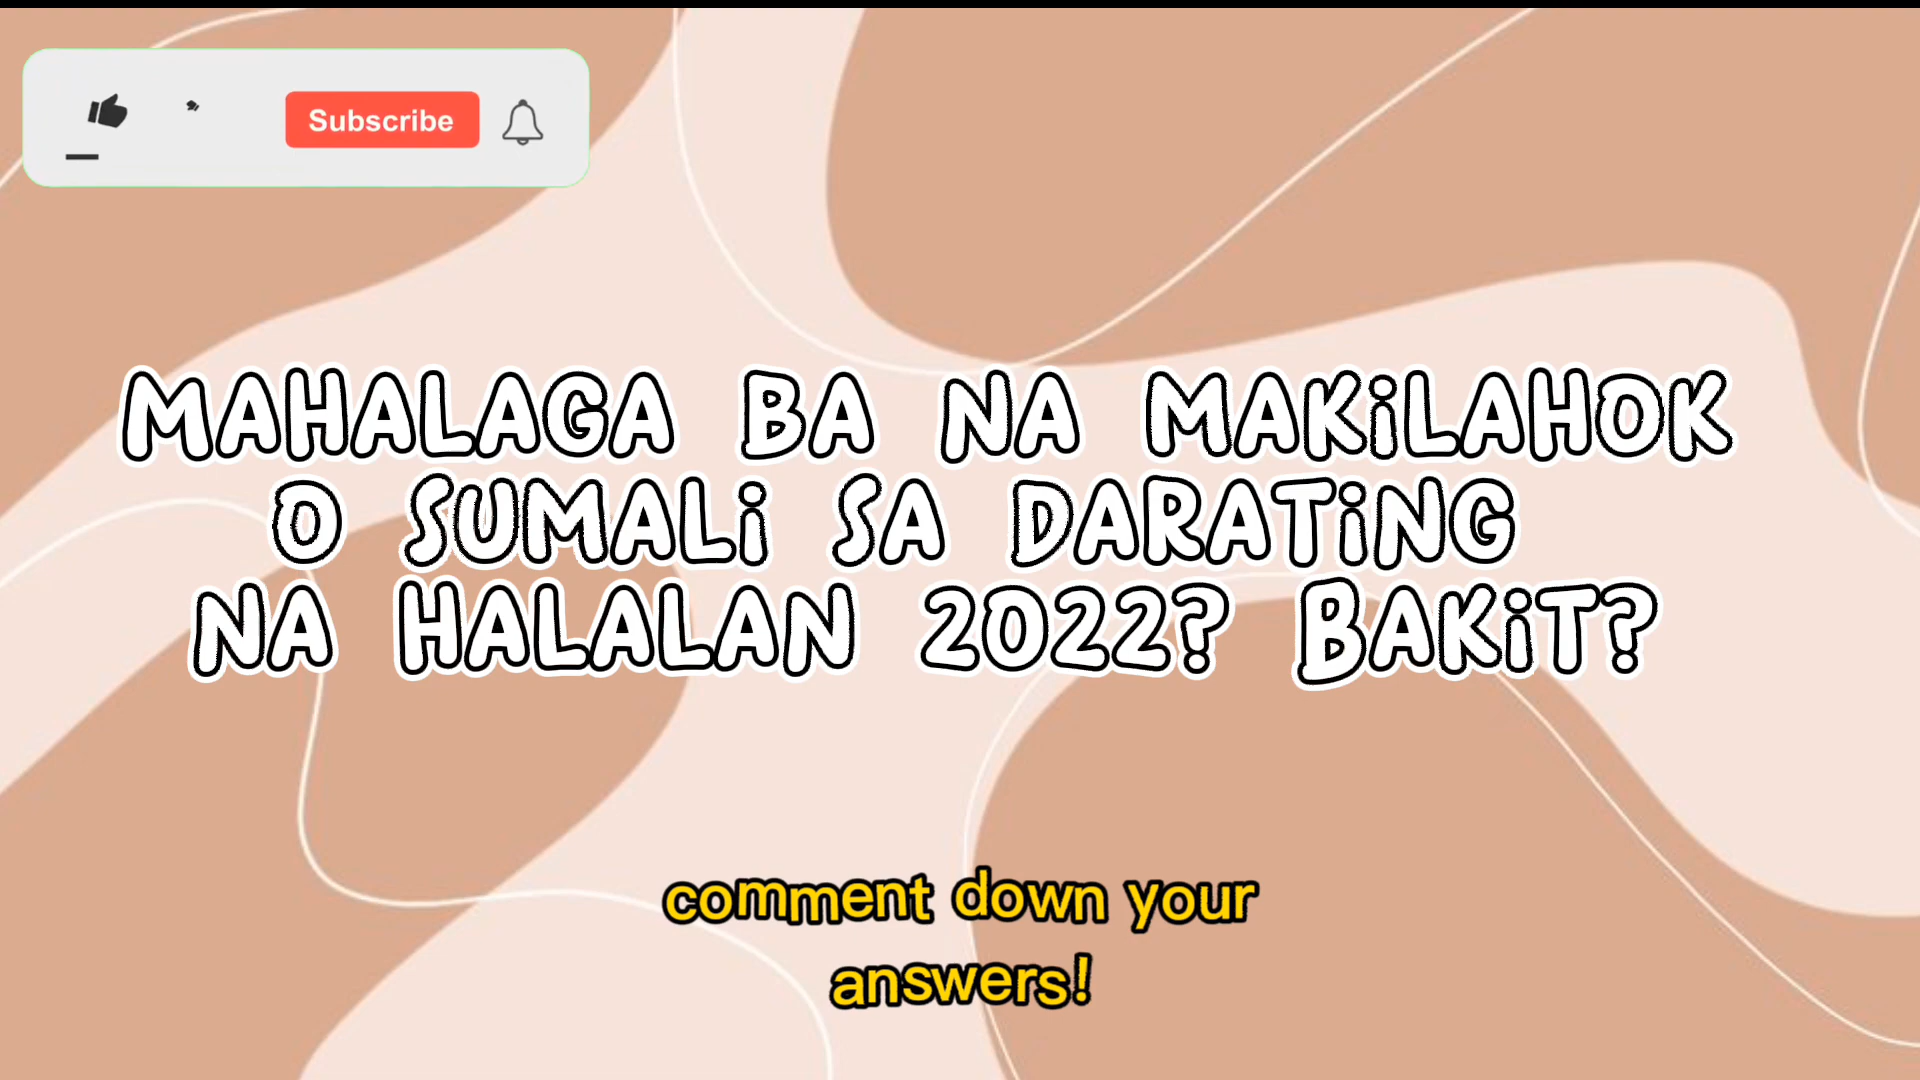 Subscribe
MAHALAGA BA NA MAKiLAHOK
O SUMALi SA DARATiNG
NA HALALAN 2022? BAKiT?
comment down your
answers!